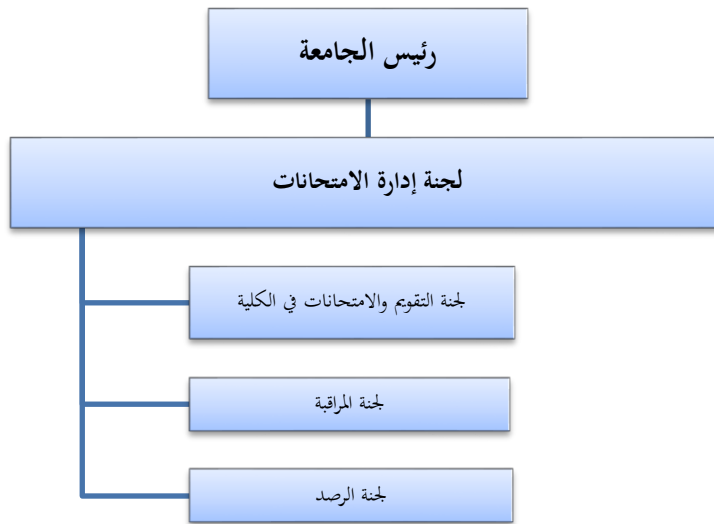 رئيس الجامعة
لجنة إدارة الامتحانات
لجنة التقويم والامتحانات في الكلية
لجنة المراقبة
لجنة الرصد